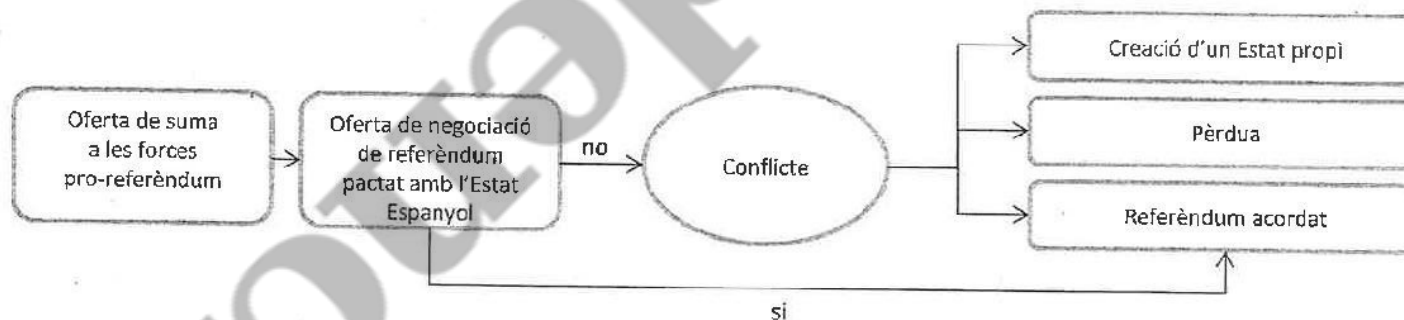 Oferta de suma
a les forces
pro-referèndum
Oferta de negociació
de referèndum
pactat amb l'Estat
Espanyol
no
Conflicte
Creació d'un Estat propi
Pèrdua
Referèndum acordat
si